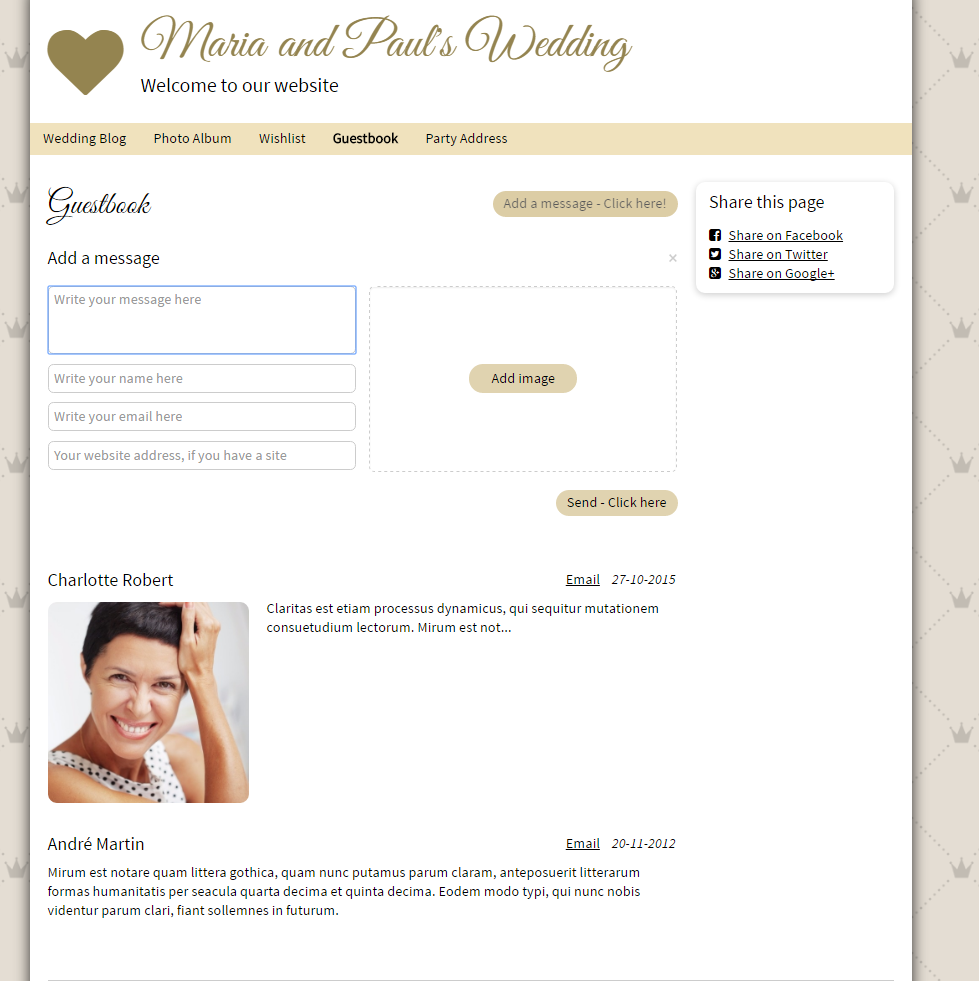 Maria and Paul's Wedding
Welcome to our website
Wedding Blog
Photo Album
Wishlist
Guestbook
Party Address
Guestbook
Add a message - Click here!
Add a message
×
Write your message here
Write your name here
Write your email here
Your website address, if you have a site
Add image
Send - Click here
Share this page
Share on Facebook
Share on Twitter
Share on Google+
Charlotte Robert
Email 27-10-2015
Claritas est etiam processus dynamicus, qui sequitur mutationem
consuetudium lectorum. Mirum est not...
André Martin
Email 20-11-2012
Mirum est notare quam littera gothica, quam nunc putamus parum claram, anteposuerit litterarum
formas humanitatis per seacula quarta decima et quinta decima. Eodem modo typi, qui nunc nobis
videntur parum clari, fiant sollemnes in futurum.